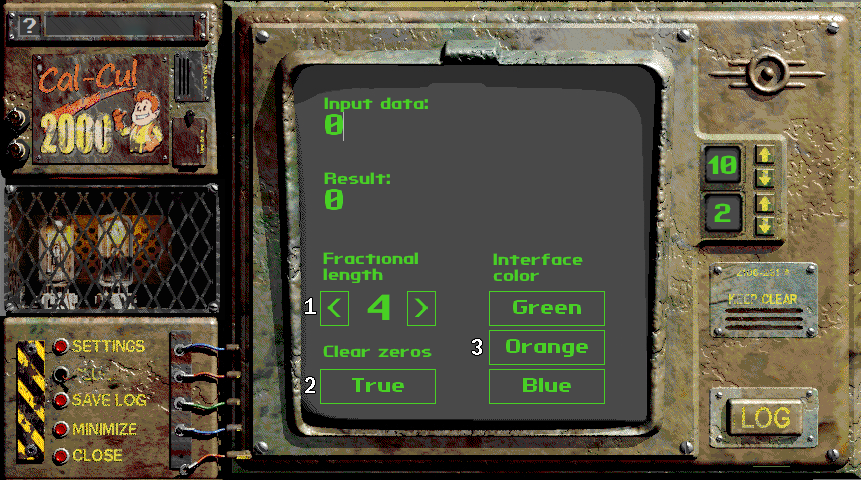 ?
Cal-Cul
2000
Input data:
0
Result:
0
Fractional
length
1 < 4 >
Clear zeros
2 True
Interface
color
Green
3 Orange
Blue
10
2
KEEP CLEAR
LOG
SETTINGS
SAVE LOG
MINIMIZE
CLOSE